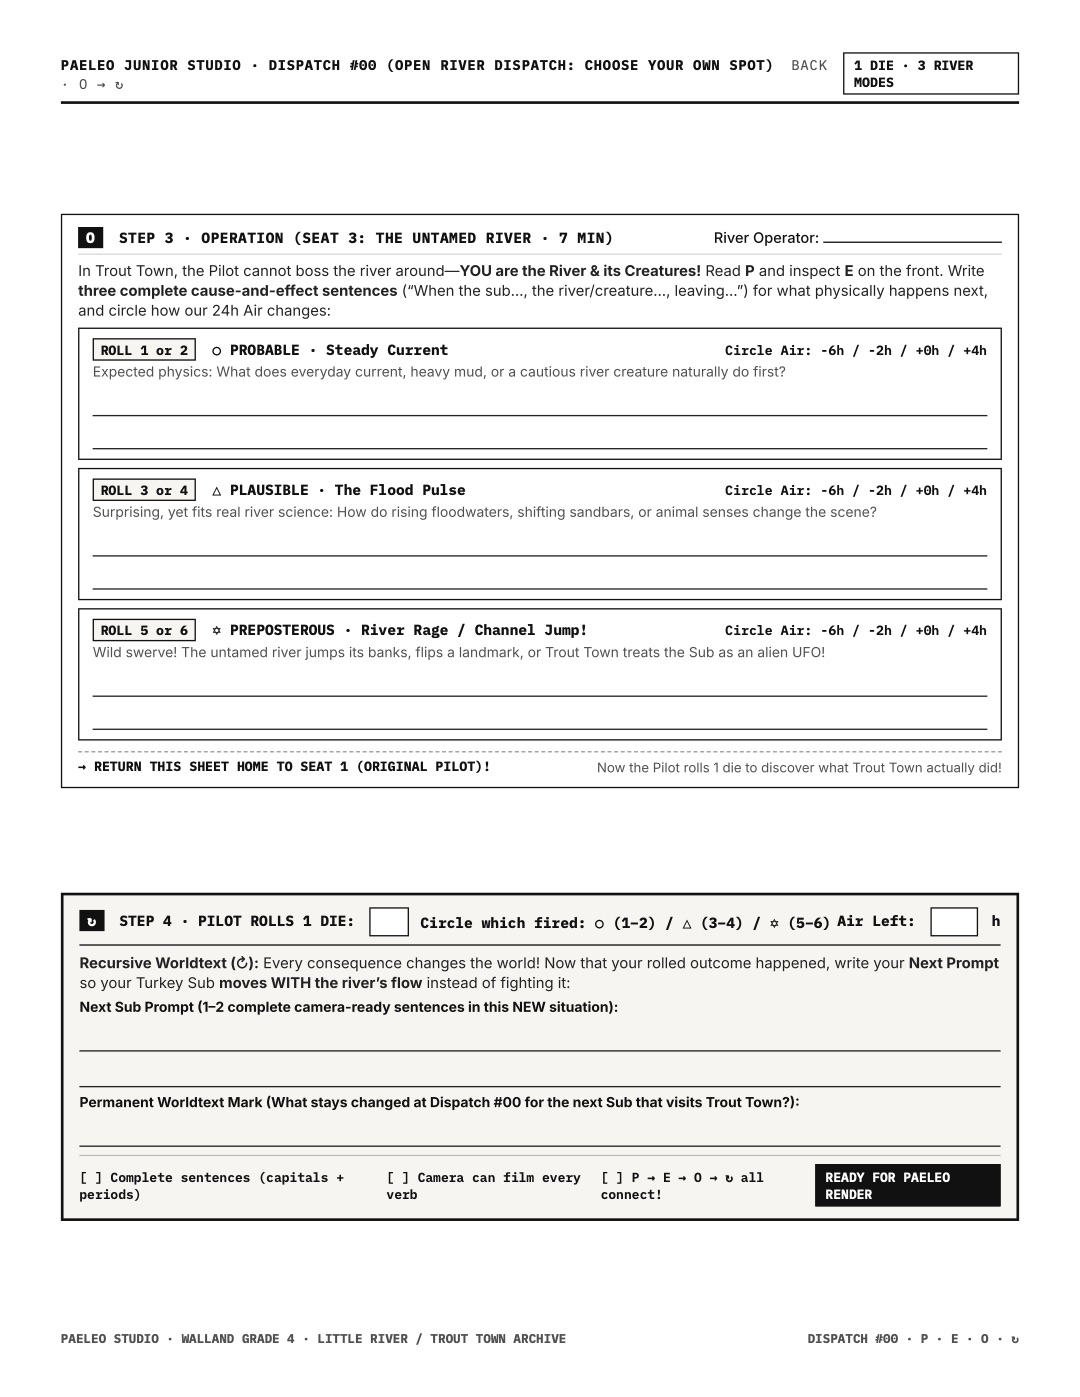 PAELEO JUNIOR STUDIO · DISPATCH #00 (OPEN RIVER DISPATCH: CHOOSE YOUR OWN SPOT) BACK
· O → ↻
1 DIE · 3 RIVER
MODES
O STEP 3 · OPERATION (SEAT 3: THE UNTAMED RIVER · 7 MIN) River Operator:
In Trout Town, the Pilot cannot boss the river around—YOU are the River & its Creatures! Read P and inspect E on the front. Write
three complete cause-and-effect sentences (“When the sub…, the river/creature…, leaving…”) for what physically happens next,
and circle how our 24h Air changes:
ROLL 1 or 2 ○ PROBABLE · Steady Current Circle Air: -6h / -2h / +0h / +4h
Expected physics: What does everyday current, heavy mud, or a cautious river creature naturally do first?
ROLL 3 or 4 △ PLAUSIBLE · The Flood Pulse Circle Air: -6h / -2h / +0h / +4h
Surprising, yet fits real river science: How do rising floodwaters, shifting sandbars, or animal senses change the scene?
ROLL 5 or 6 ✡ PREPOSTEROUS · River Rage / Channel Jump! Circle Air: -6h / -2h / +0h / +4h
Wild swerve! The untamed river jumps its banks, flips a landmark, or Trout Town treats the Sub as an alien UFO!
→ RETURN THIS SHEET HOME TO SEAT 1 (ORIGINAL PILOT)! Now the Pilot rolls 1 die to discover what Trout Town actually did!
↻ STEP 4 · PILOT ROLLS 1 DIE: Circle which fired: ○ (1–2) / △ (3–4) / ✡ (5–6) Air Left: h
Recursive Worldtext (↻): Every consequence changes the world! Now that your rolled outcome happened, write your Next Prompt
so your Turkey Sub moves WITH the river’s flow instead of fighting it:
Next Sub Prompt (1–2 complete camera-ready sentences in this NEW situation):
Permanent Worldtext Mark (What stays changed at Dispatch #00 for the next Sub that visits Trout Town?):
[ ] Complete sentences (capitals +
periods)
[ ] Camera can film every
verb
[ ] P → E → O → ↻ all
connect!
READY FOR PAELEO
RENDER
PAELEO STUDIO · WALLAND GRADE 4 · LITTLE RIVER / TROUT TOWN ARCHIVE DISPATCH #00 · P · E · O · ↻